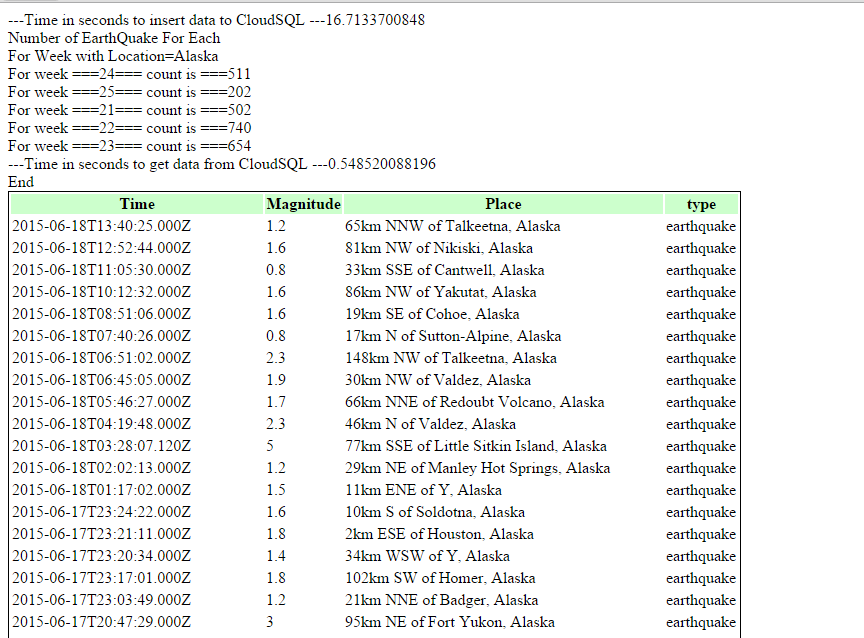 ---Time in seconds to insert data to CloudSQL ---16.7133700848
Number of EarthQuake For Each
For Week with Location=Alaska
For week ===24=== count is ===511
For week ===25=== count is ===202
For week ===21=== count is ===502
For week ===22=== count is ===740
For week ===23=== count is ===654
---Time in seconds to get data from CloudSQL ---0.548520088196
End
Time Magnitude Place type
2015-06-18T13:40:25.000Z 1.2 65km NNW of Talkeetna, Alaska earthquake
2015-06-18T12:52:44.000Z 1.6 81km NW of Nikiski, Alaska earthquake
2015-06-18T11:05:30.000Z 0.8 33km SSE of Cantwell, Alaska earthquake
2015-06-18T10:12:32.000Z 1.6 86km NW of Yakutat, Alaska earthquake
2015-06-18T08:51:06.000Z 1.6 19km SE of Cohoe, Alaska earthquake
2015-06-18T07:40:26.000Z 0.8 17km N of Sutton-Alpine, Alaska earthquake
2015-06-18T06:51:02.000Z 2.3 148km NW of Talkeetna, Alaska earthquake
2015-06-18T06:45:05.000Z 1.9 30km NW of Valdez, Alaska earthquake
2015-06-18T05:46:27.000Z 1.7 66km NNE of Redoubt Volcano, Alaska earthquake
2015-06-18T04:19:48.000Z 2.3 46km N of Valdez, Alaska earthquake
2015-06-18T03:28:07.120Z 5 77km SSE of Little Sitkin Island, Alaska earthquake
2015-06-18T02:02:13.000Z 1.2 29km NE of Manley Hot Springs, Alaska earthquake
2015-06-18T01:17:02.000Z 1.5 11km ENE of Y, Alaska earthquake
2015-06-17T23:24:22.000Z 1.6 10km S of Soldotna, Alaska earthquake
2015-06-17T23:21:11.000Z 1.8 2km ESE of Houston, Alaska earthquake
2015-06-17T23:20:34.000Z 1.4 34km WSW of Y, Alaska earthquake
2015-06-17T23:17:01.000Z 1.8 102km SW of Homer, Alaska earthquake
2015-06-17T23:03:49.000Z 1.2 21km NNE of Badger, Alaska earthquake
2015-06-17T20:47:29.000Z 3 95km NE of Fort Yukon, Alaska earthquake